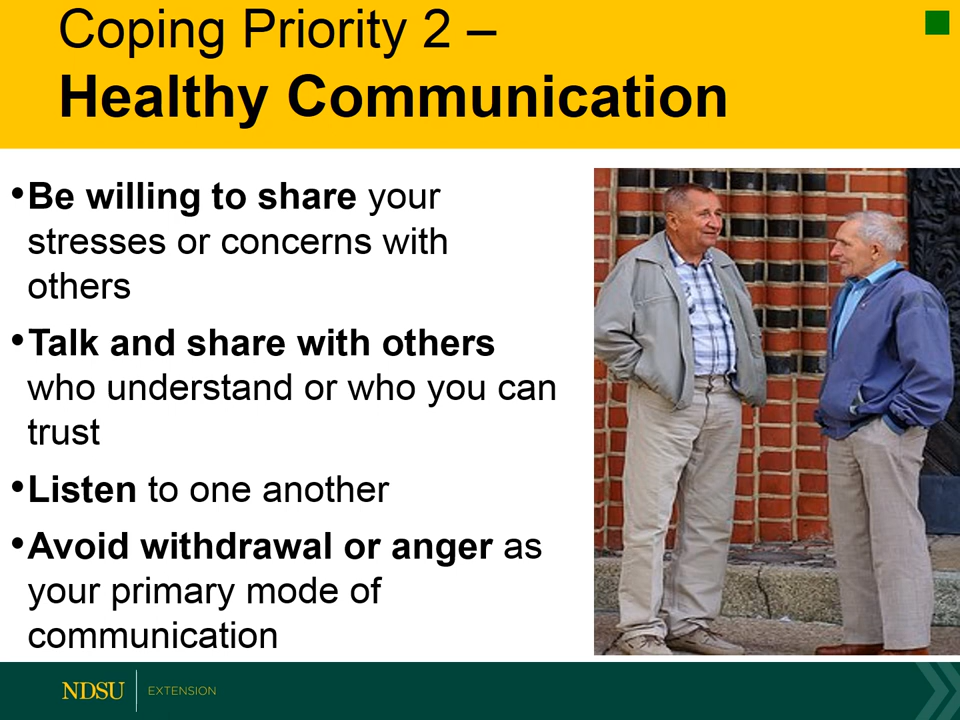 Coping Priority 2 –
Healthy Communication
•Be willing to share your
stresses or concerns with
others
•Talk and share with others
who understand or who you can
trust
•Listen to one another
•Avoid withdrawal or anger as
your primary mode of
communication
NDSU EXTENSION